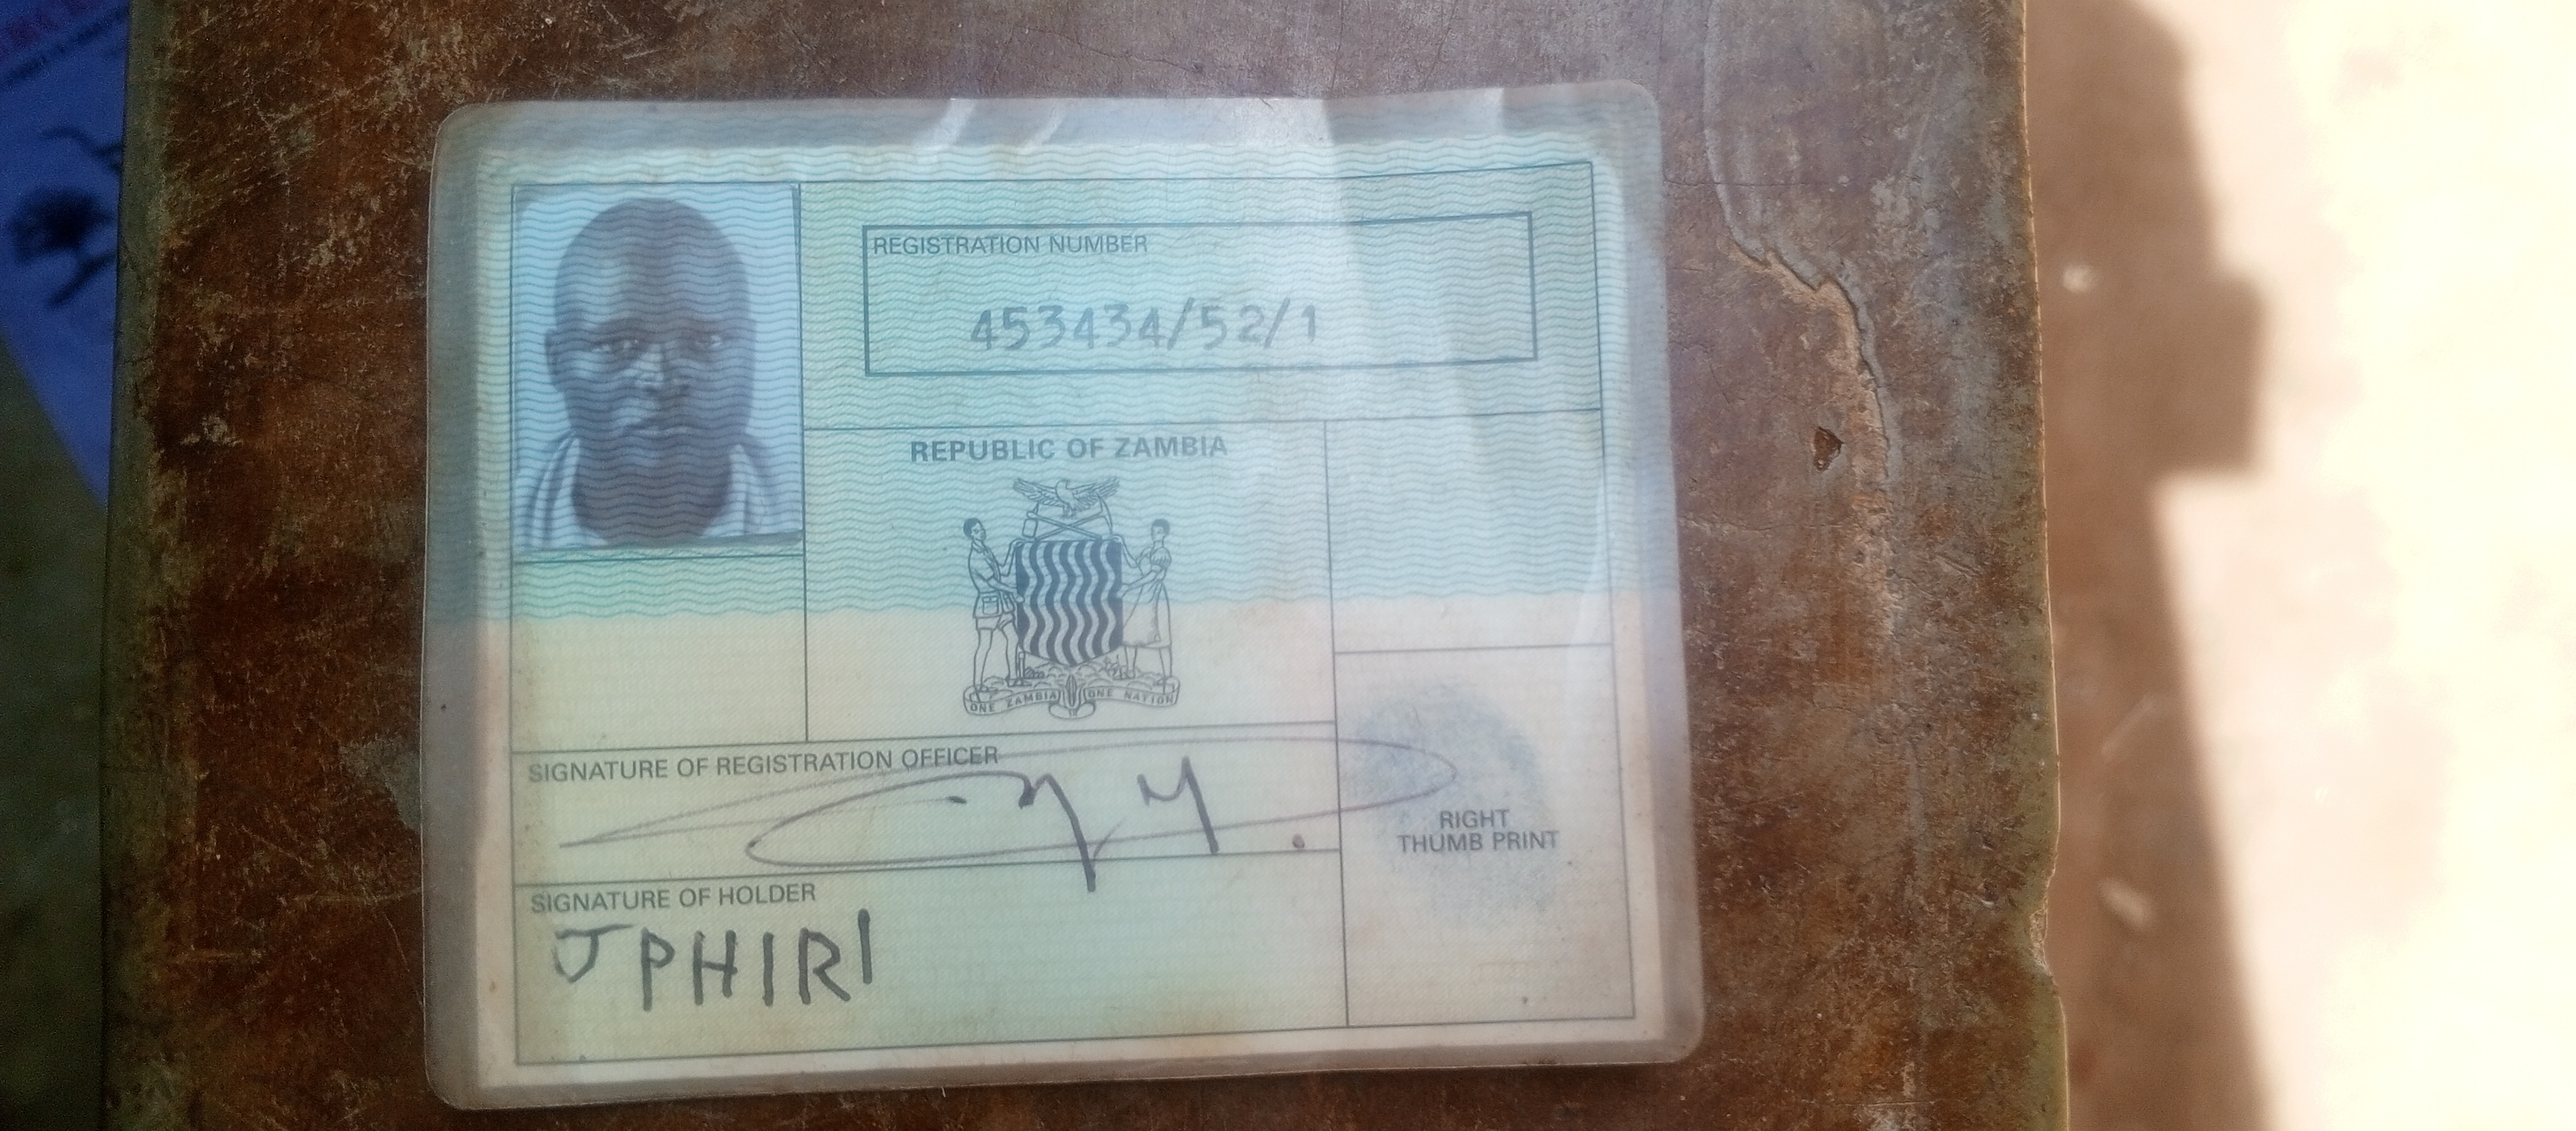 REGISTRATION NUMBER
453434/52/1
REPUBLIC OF ZAMBIA
ONE ZAMBIA ONE NATION
SIGNATURE OF REGISTRATION OFFICER
RIGHT
THUMB PRINT
SIGNATURE OF HOLDER
J PHIRI